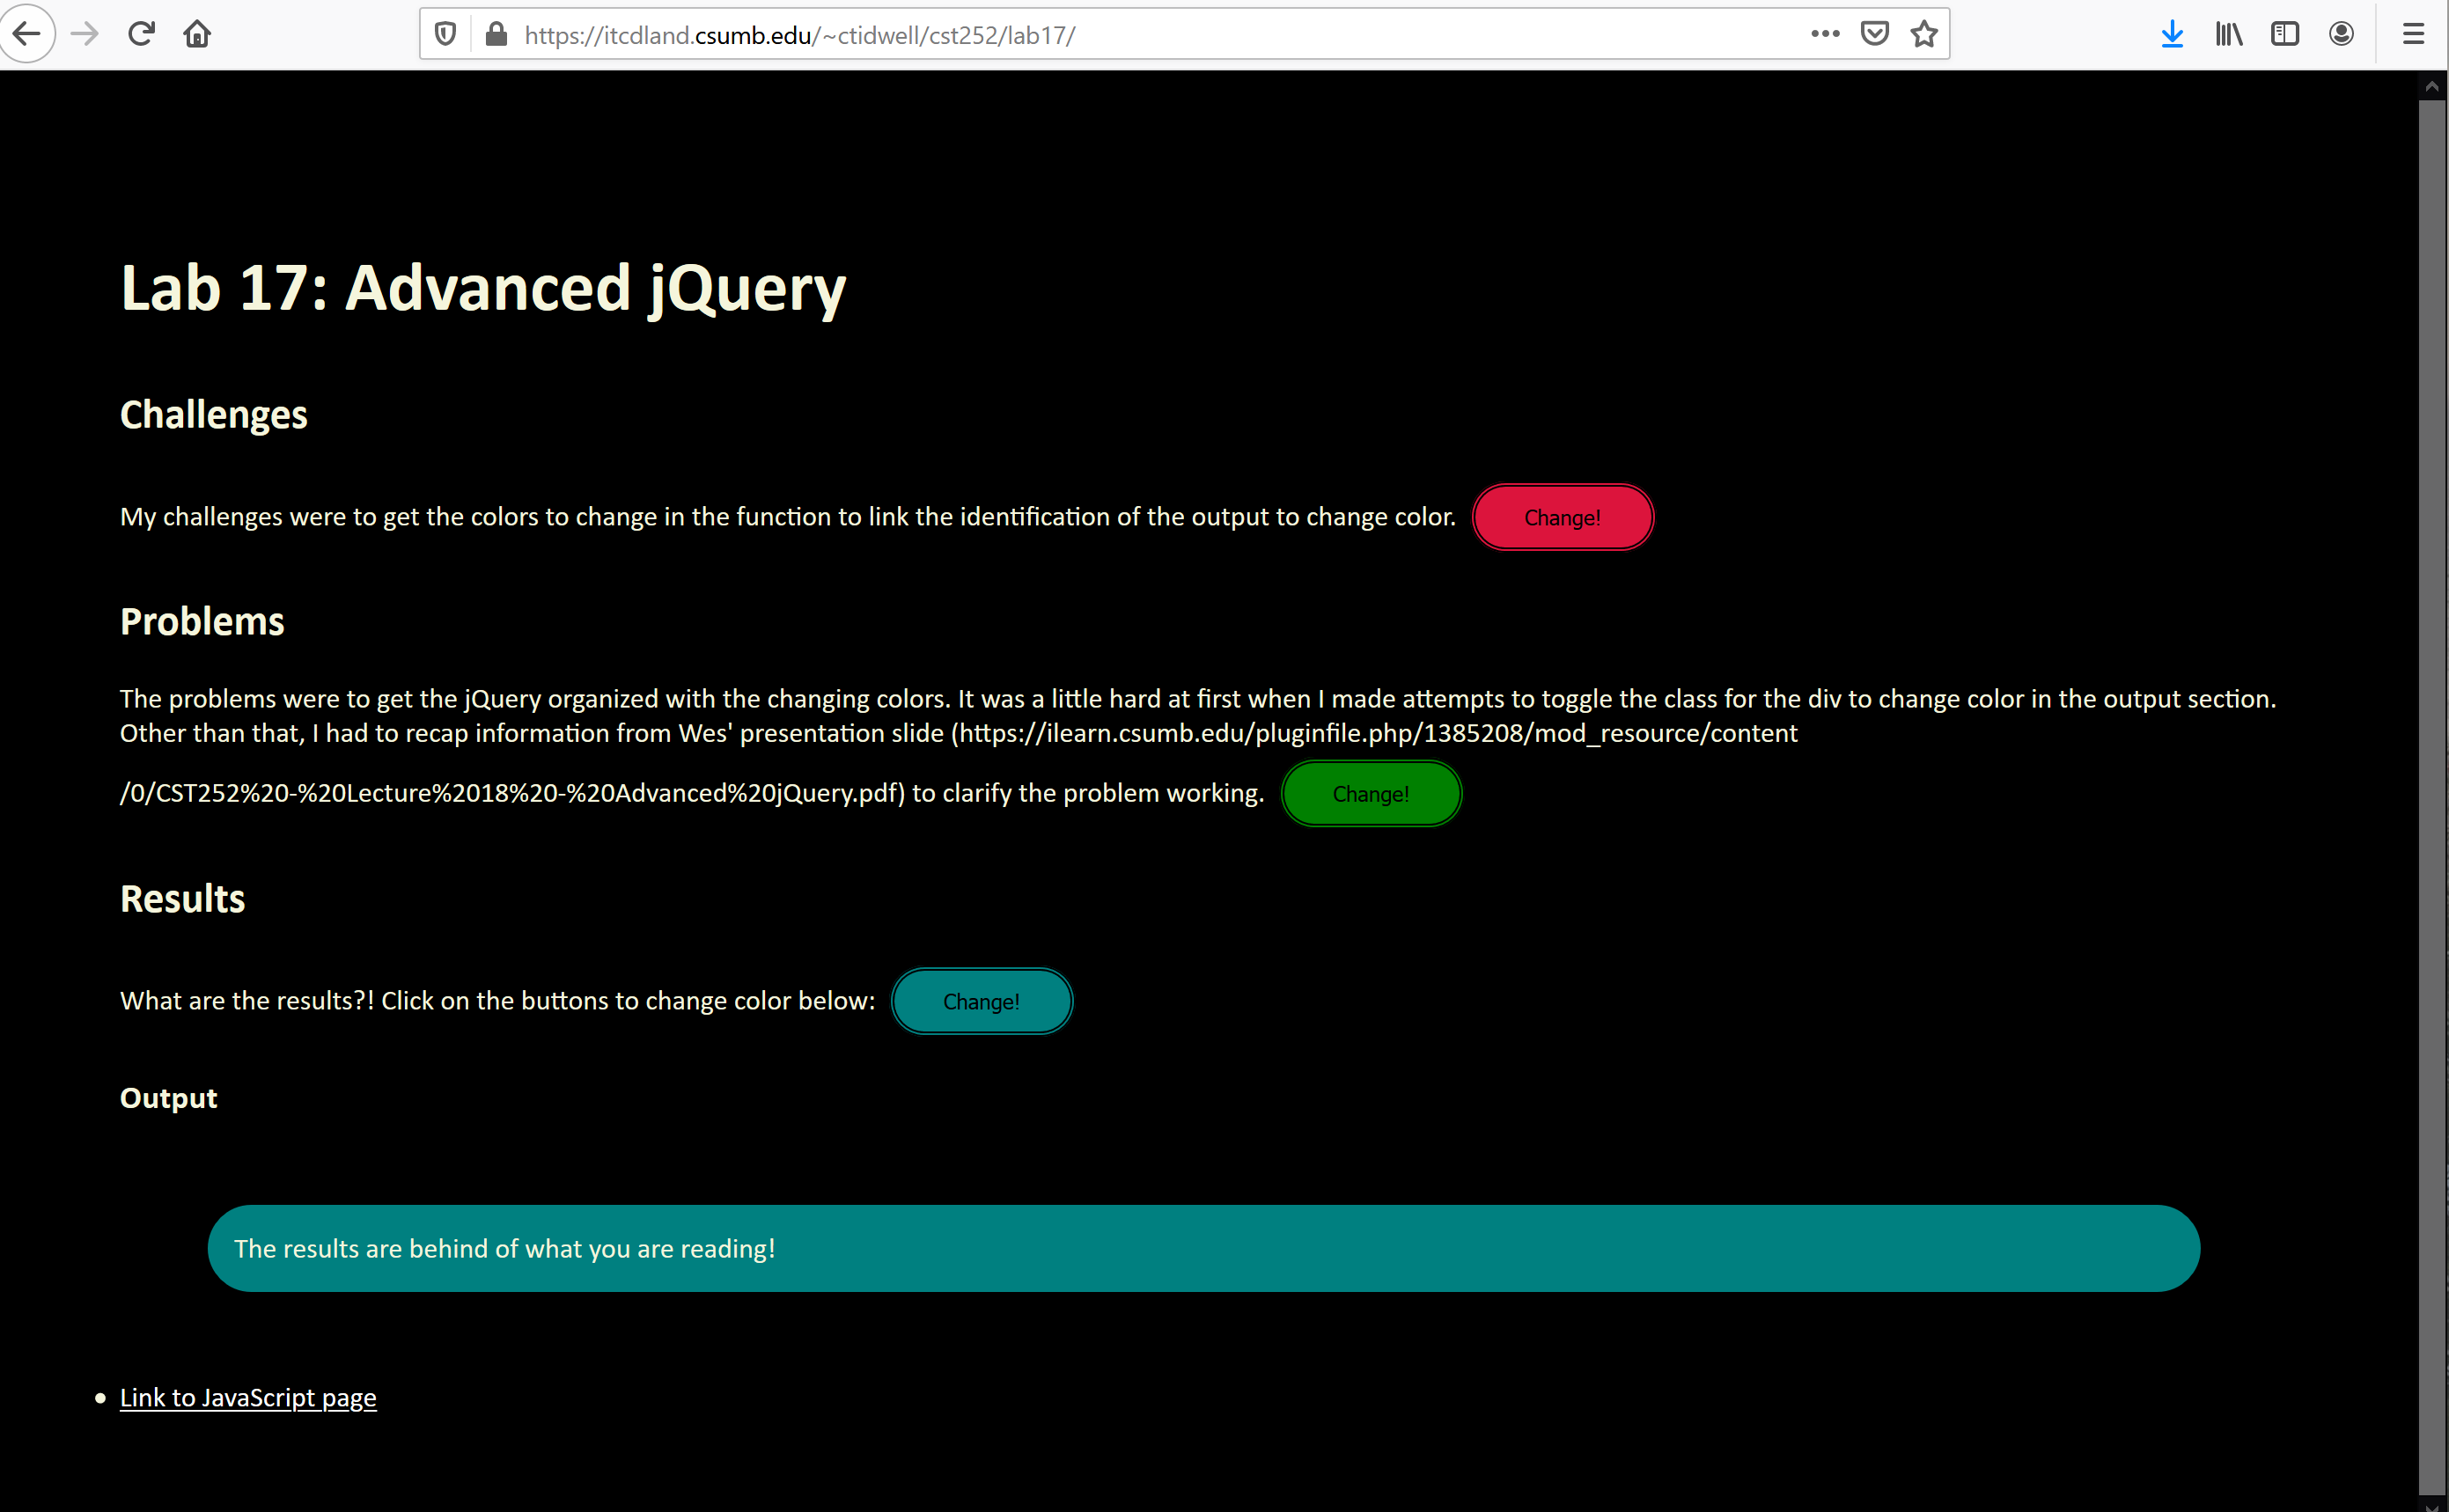 https://itcdland.csumb.edu/~ctidwell/cst252/lab17/
Lab 17: Advanced jQuery
Challenges
My challenges were to get the colors to change in the function to link the identification of the output to change color. Change!
Problems
The problems were to get the jQuery organized with the changing colors. It was a little hard at first when I made attempts to toggle the class for the div to change color in the output section.
Other than that, I had to recap information from Wes' presentation slide (https://ilearn.csumb.edu/pluginfile.php/1385208/mod_resource/content
/0/CST252%20-%20Lecture%2018%20-%20Advanced%20jQuery.pdf) to clarify the problem working. Change!
Results
What are the results?! Click on the buttons to change color below: Change!
Output
The results are behind of what you are reading!
Link to JavaScript page